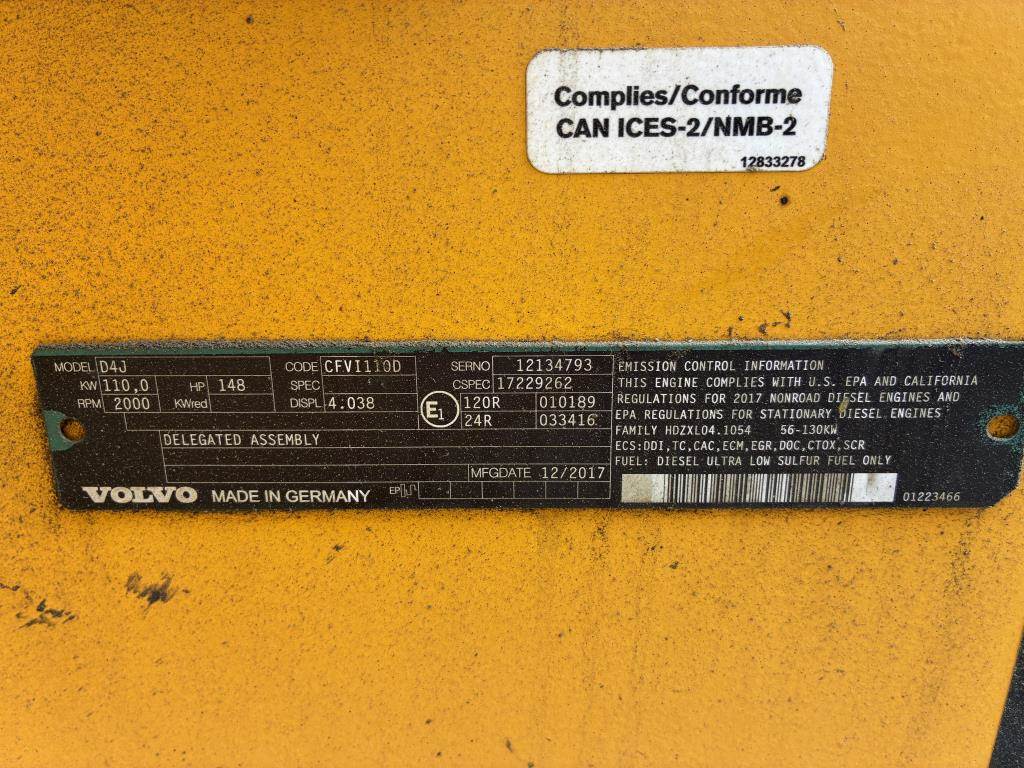 Complies/Conforme
CAN ICES-2/NMB-2
12833278
MODEL D4J CODE CFVI110D SERNO 12134793
KW 110,0 HP 148 SPEC CSPEC 17229262
RPM 2000 KWred DISPL 4.038 E1 120R 010189
24R 033416
DELEGATED ASSEMBLY
MFGDATE 12/2017
VOLVO MADE IN GERMANY EP
EMISSION CONTROL INFORMATION
THIS ENGINE COMPLIES WITH U.S. EPA AND CALIFORNIA
REGULATIONS FOR 2017 NONROAD DIESEL ENGINES AND
EPA REGULATIONS FOR STATIONARY DIESEL ENGINES
FAMILY HDZXL04.1054 56-130KW
ECS:DDI,TC,CAC,ECM,EGR,DOC,CTOX,SCR
FUEL: DIESEL ULTRA LOW SULFUR FUEL ONLY
01223466